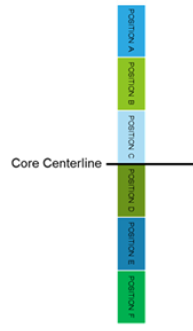 POSITION A
POSITION B
POSITION C
Core Centerline
POSITION D
POSITION E
POSITION F